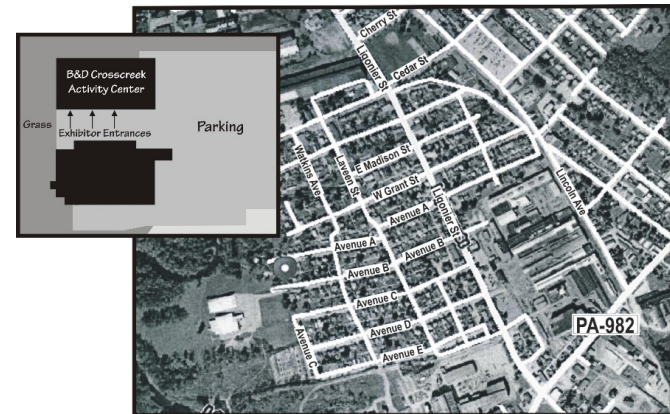 B&D Crosscreek
Activity Center
Grass
Exhibitor Entrances
Parking
Cherry St
Ligonier St
Cedar St
E Madison St
Watkins Ave
Laveen St
W Grant St
Ligonier St
Lincoln Ave
Avenue A
Avenue A
Avenue B
Avenue B
Avenue C
Avenue D
Avenue C
Avenue E
PA-982